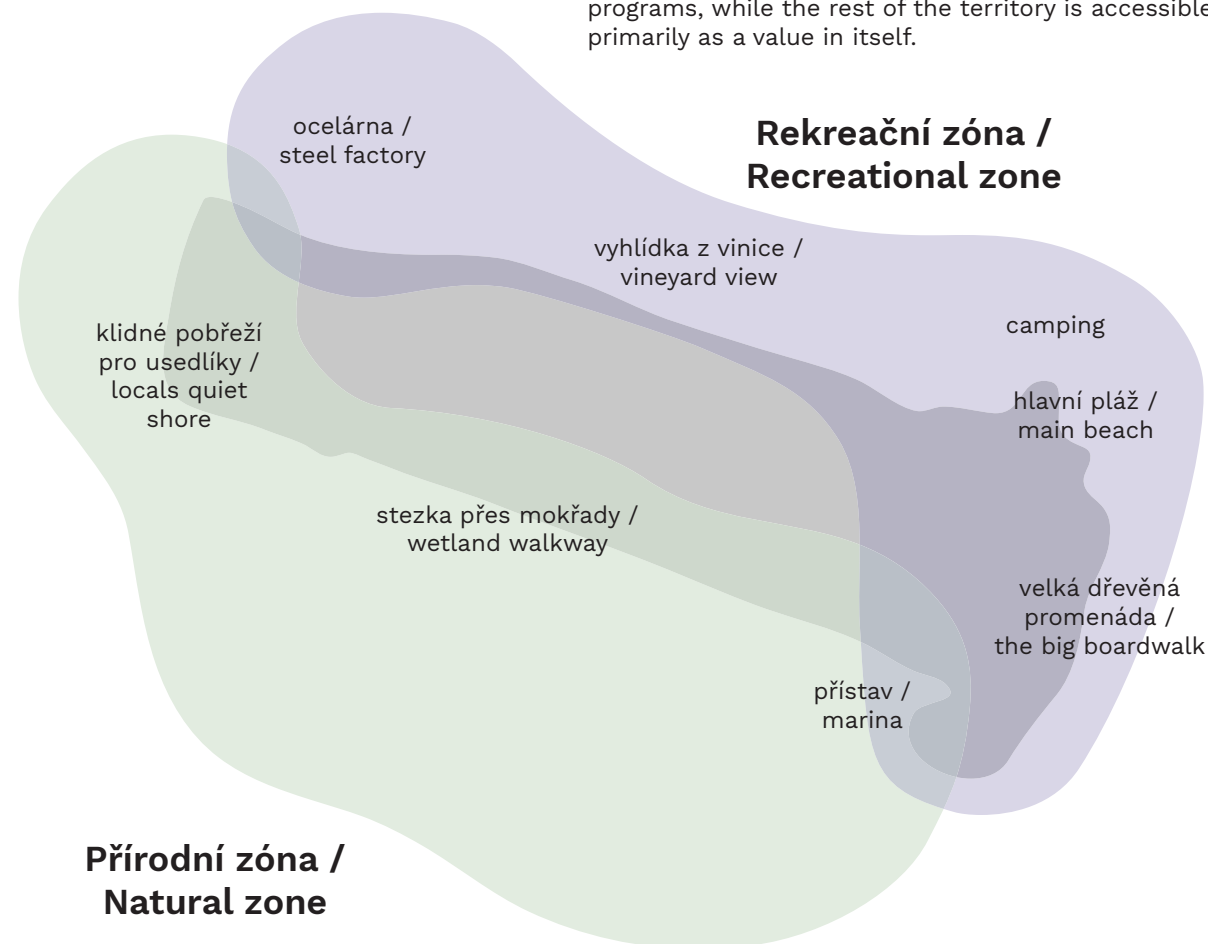 programs, while the rest of the territory is accessible
primarily as a value in itself.
ocelárna /
steel factory
Rekreační zóna /
Recreational zone
vyhlídka z vinice /
vineyard view
camping
klidné pobřeží
pro usedlíky /
locals quiet
shore
hlavní pláž /
main beach
stezka přes mokřady /
wetland walkway
velká dřevěná
promenáda /
the big boardwalk
přístav /
marina
Přírodní zóna /
Natural zone